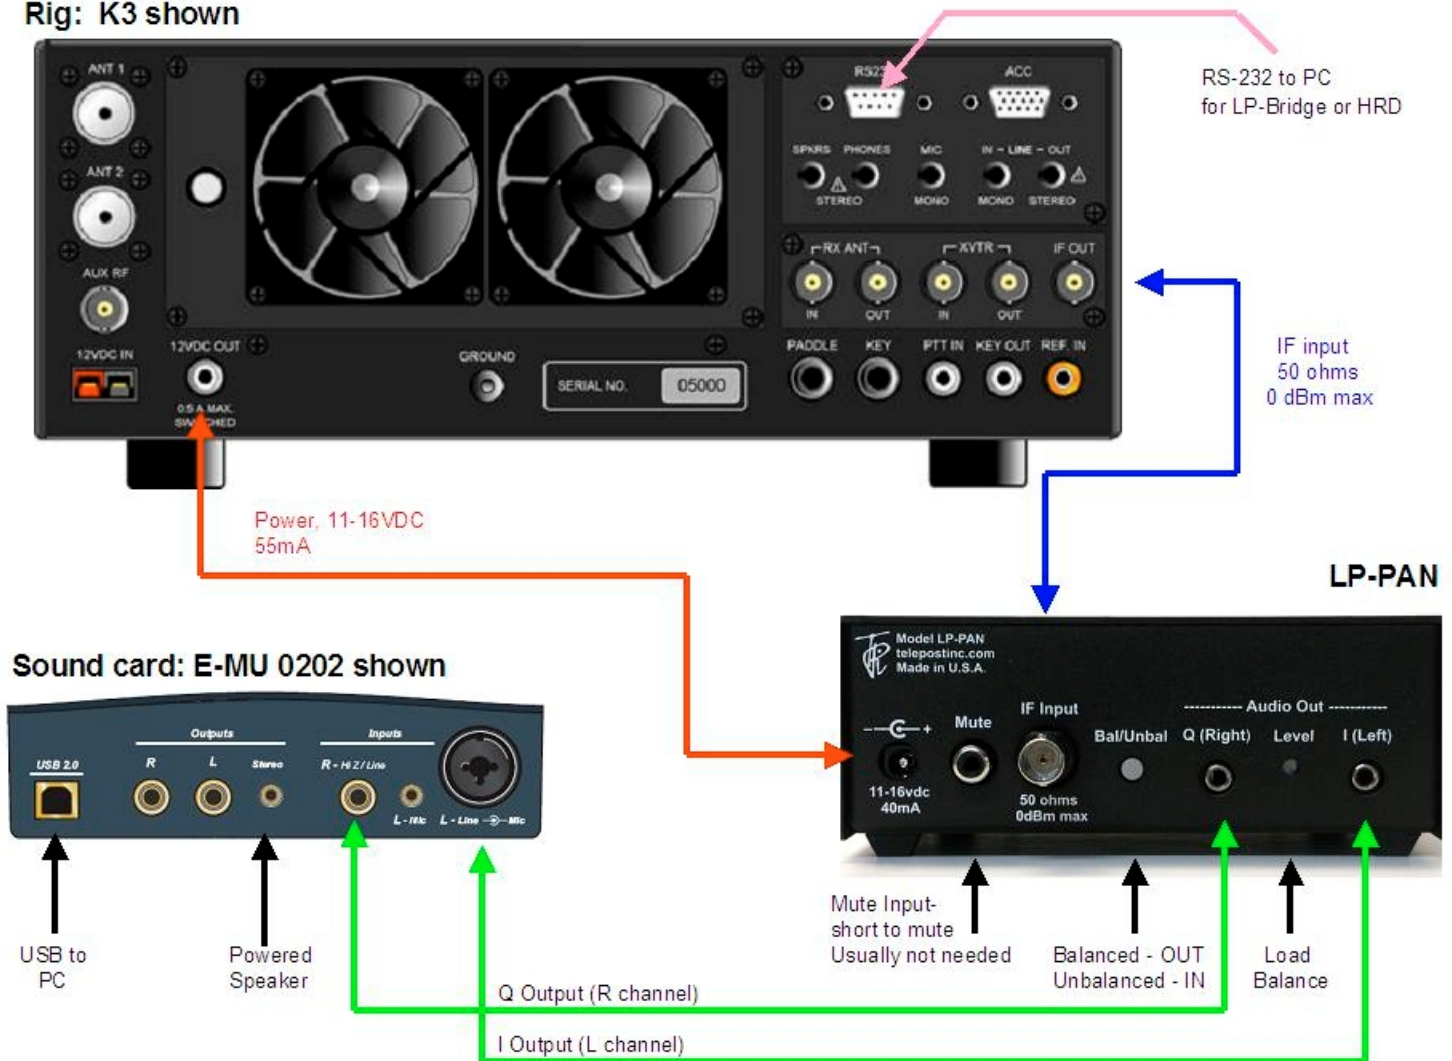 Rig: K3 shown
ANT 1
ANT 2
AUX RF
12VDC IN
12VDC OUT
0.5 A MAX.
SWITCHED
GROUND
SERIAL NO. 05000
ACC
SPKRS PHONES MIC IN - LINE - OUT
STEREO MONO MONO STEREO
RX ANT XVTR IF OUT
IN OUT IN OUT
PADDLE KEY PTT IN KEY OUT REF. IN
RS-232 to PC
for LP-Bridge or HRD
IF input
50 ohms
0 dBm max
Power, 11-16VDC
55mA
LP-PAN
Sound card: E-MU 0202 shown
Outputs Inputs
USB 2.0 R L Stereo R - Hi Z / Line
L - Mic L - Line Mic
Model LP-PAN
telepostinc.com
Made in U.S.A.
IF Input
Audio Out
- +
Mute
Bal/Unbal Q (Right) Level I (Left)
11-16vdc
40mA
50 ohms
0dBm max
USB to
PC
Powered
Speaker
Mute Input-
short to mute
Usually not needed
Balanced - OUT
Unbalanced - IN
Load
Balance
Q Output (R channel)
I Output (L channel)